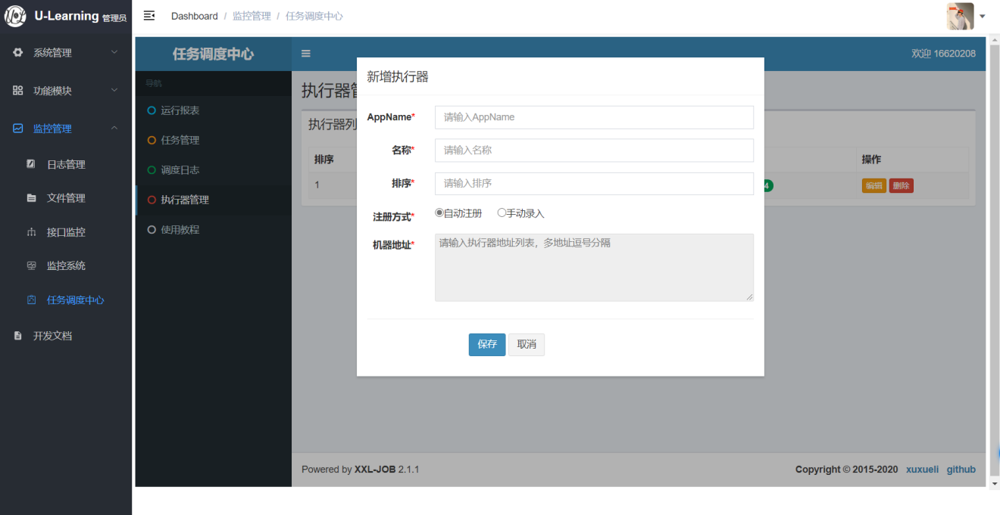 U-Learning 管理员
Dashboard / 监控管理 / 任务调度中心
系统管理
功能模块
监控管理
日志管理
文件管理
接口监控
监控系统
任务调度中心
开发文档
任务调度中心
欢迎 16620208
导航
运行报表
任务管理
调度日志
执行器管理
使用教程
执行器管
执行器列
排序
操作
1
4
编辑 删除
新增执行器
AppName* 请输入AppName
名称* 请输入名称
排序* 请输入排序
注册方式* 自动注册 手动录入
机器地址* 请输入执行器地址列表，多地址逗号分隔
保存 取消
Powered by XXL-JOB 2.1.1
Copyright © 2015-2020 xuxueli github